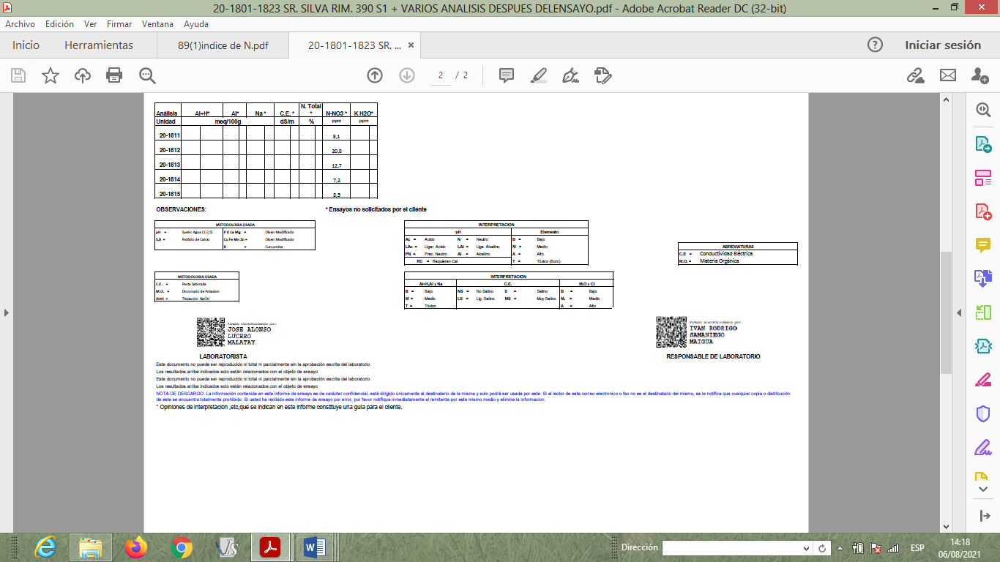 20-1801-1823 SR. SILVA RIM. 390 S1 + VARIOS ANALISIS DESPUES DELENSAYO.pdf - Adobe Acrobat Reader DC (32-bit)
Archivo Edición Ver Firmar Ventana Ayuda
Inicio Herramientas 89(1)indice de N.pdf 20-1801-1823 SR. ... × Iniciar sesión
2 / 2
N. Total
Análisis Al+H* Al* Na * C.E. * * N-NO3 * K H2O*
Unidad meq/100g dS/m % ppm ppm
20-1811 8,1
20-1812 20,8
20-1813 12,7
20-1814 7,2
20-1815 8,5
OBSERVACIONES: * Ensayos no solicitados por el cliente
METODOLOGIA USADA
pH = Suelo: Agua (1:2,5) P K Ca Mg = Olsen Modificado
S,B = Fosfato de Calcio Cu Fe Mn Zn = Olsen Modificado
B = Curcumina
INTERPRETACION
pH Elemento
Ac = Acido N = Neutro B = Bajo
LAc = Liger. Acido LAl = Lige. Alcalino M = Medio
PN = Prac. Neutro Al = Alcalino A = Alto
RC = Requieren Cal T = Tóxico (Boro)
ABREVIATURAS
C.E = Conductividad Eléctrica
M.O. = Materia Orgánica
METODOLOGIA USADA
C.E. = Pasta Saturada
M.O. = Dicromato de Potasion
Al+H = Titulación NaOH
INTERPRETACION
Al+H,Al y Na C.E. M.O y Cl
B = Bajo NS = No Salino S = Salino B = Bajo
M = Medio LS = Lig. Salino MS = Muy Salino M. = Medio
T = Tóxico A = Alto
Firmado electrónicamente por:
JOSE ALONSO
LUCERO
MALATAY
Firmado electrónicamente por:
IVAN RODRIGO
SAMANIEGO
MAIGUA
LABORATORISTA RESPONSABLE DE LABORATORIO
Este documento no puede ser reproducido ni total ni parcialmente sin la aprobación escrita del laboratorio.
Los resultados arriba indicados solo están relacionados con el objeto de ensayo
Este documento no puede ser reproducido ni total ni parcialmente sin la aprobación escrita del laboratorio.
Los resultados arriba indicados solo están relacionados con el objeto de ensayo
NOTA DE DESCARGO: La información contenida en este informe de ensayo es de carácter confidencial, está dirigido únicamente al destinatario de la misma y solo podrá ser usada por este. Si el lector de este correo electronico o fax no es el destinatario del mismo, se le notifica que cualquier copia o distribución
de este se encuentra totalmente prohibido. Si usted ha recibido este informe de ensayo por error, por favor notifique inmediatamente al remitente por este mismo medio y elimine la informacion.
* Opiniones de interpretación ,etc,que se indican en este informe constituye una guía para el cliente.
Dirección ESP 14:18
06/08/2021